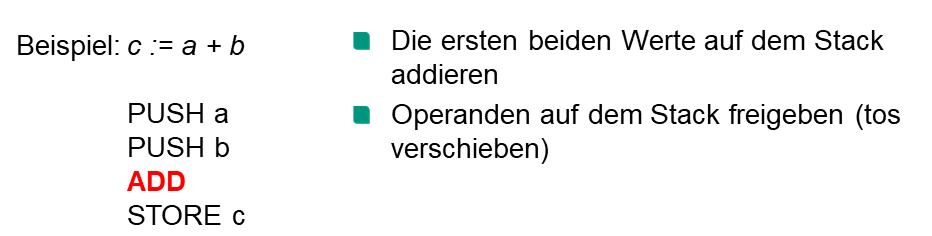 Beispiel: c := a + b
PUSH a
PUSH b
ADD
STORE c
Die ersten beiden Werte auf dem Stack
addieren
Operanden auf dem Stack freigeben (tos
verschieben)